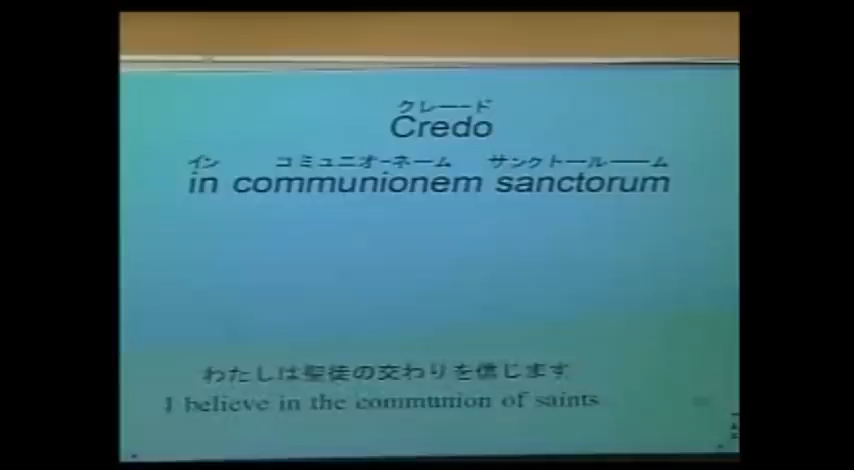 クレード
Credo
イン コミュニオーネーム サンクトールーム
in communionem sanctorum
わたしは聖徒の交わりを信じます
I believe in the communion of saints